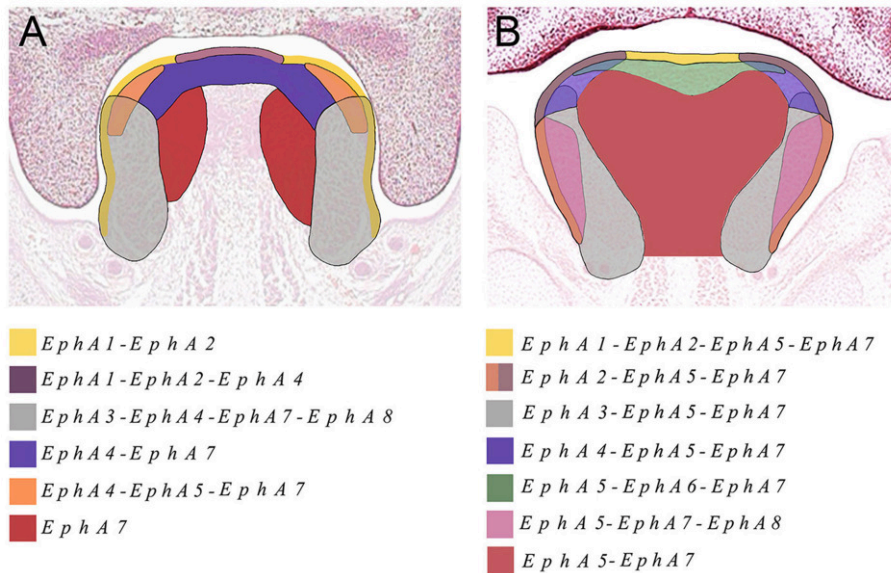 A
B
EphA1-EphA2
EphA1-EphA2-EphA4
EphA3-EphA4-EphA7-EphA8
EphA4-EphA7
EphA4-EphA5-EphA7
EphA7
EphA1-EphA2-EphA5-EphA7
EphA2-EphA5-EphA7
EphA3-EphA5-EphA7
EphA4-EphA5-EphA7
EphA5-EphA6-EphA7
EphA5-EphA7-EphA8
EphA5-EphA7